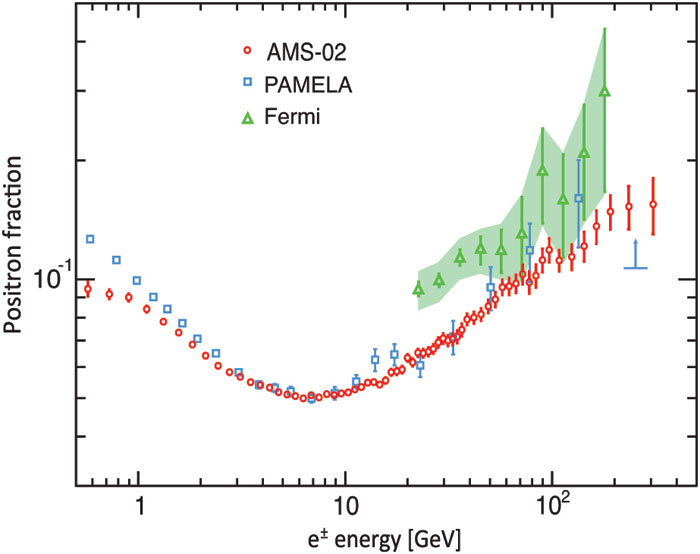 AMS-02
PAMELA
Fermi
Positron fraction
10⁻¹
1
10
10²
e± energy [GeV]